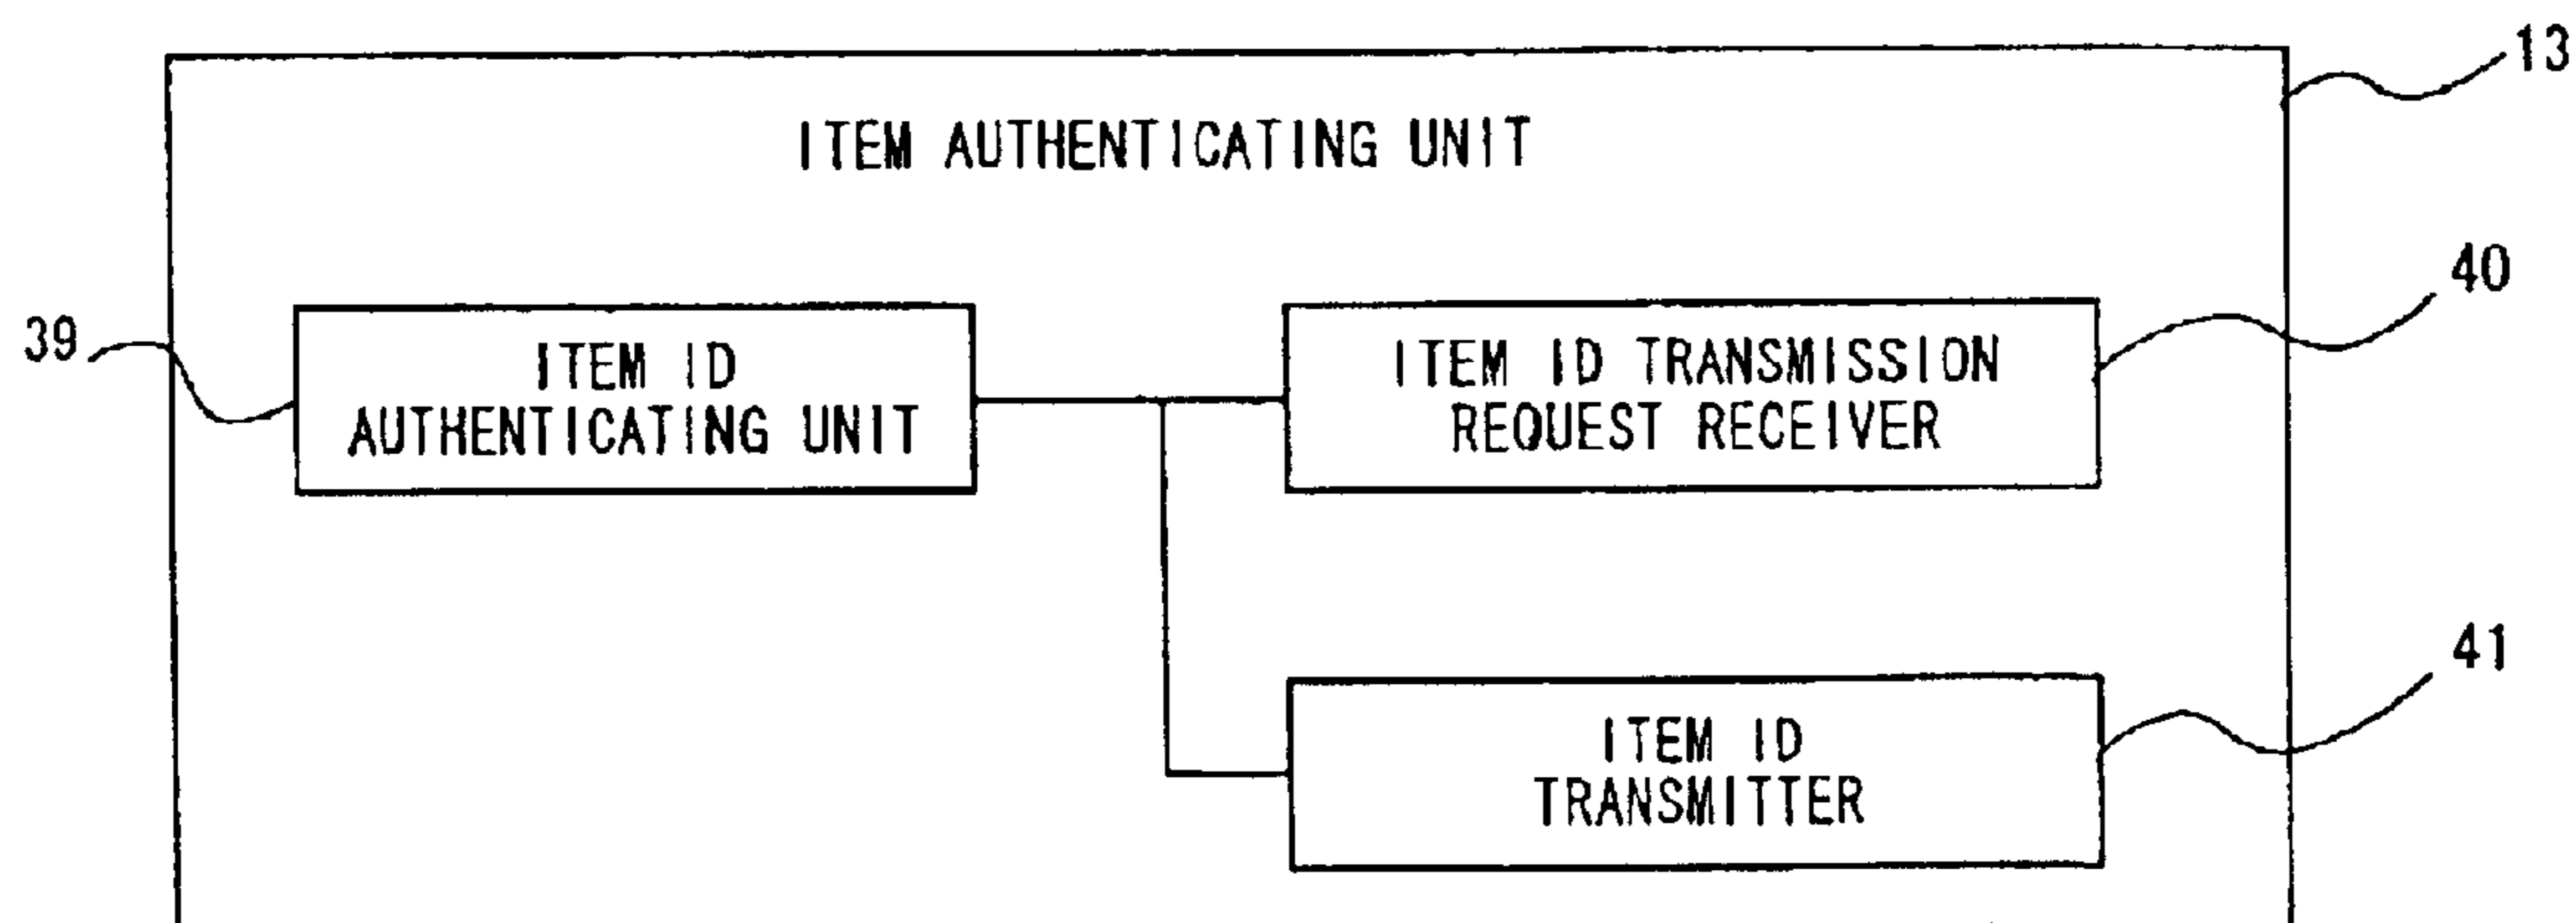 13
ITEM AUTHENTICATING UNIT
40
39
ITEM ID
AUTHENTICATING UNIT
ITEM ID TRANSMISSION
REQUEST RECEIVER
41
ITEM ID
TRANSMITTER